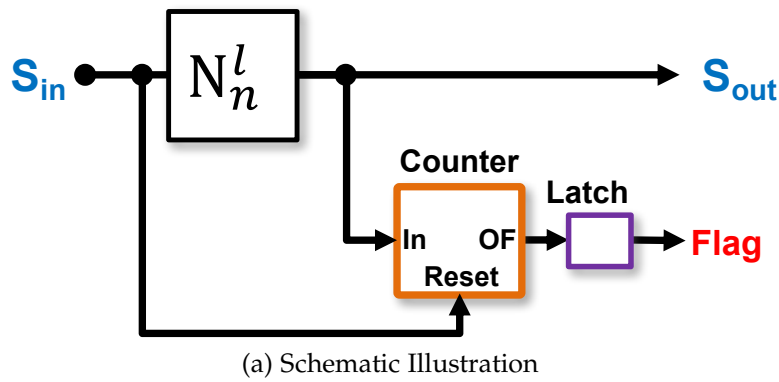 S_in N_n^l S_out
Counter
Latch
In OF
Flag
Reset
(a) Schematic Illustration